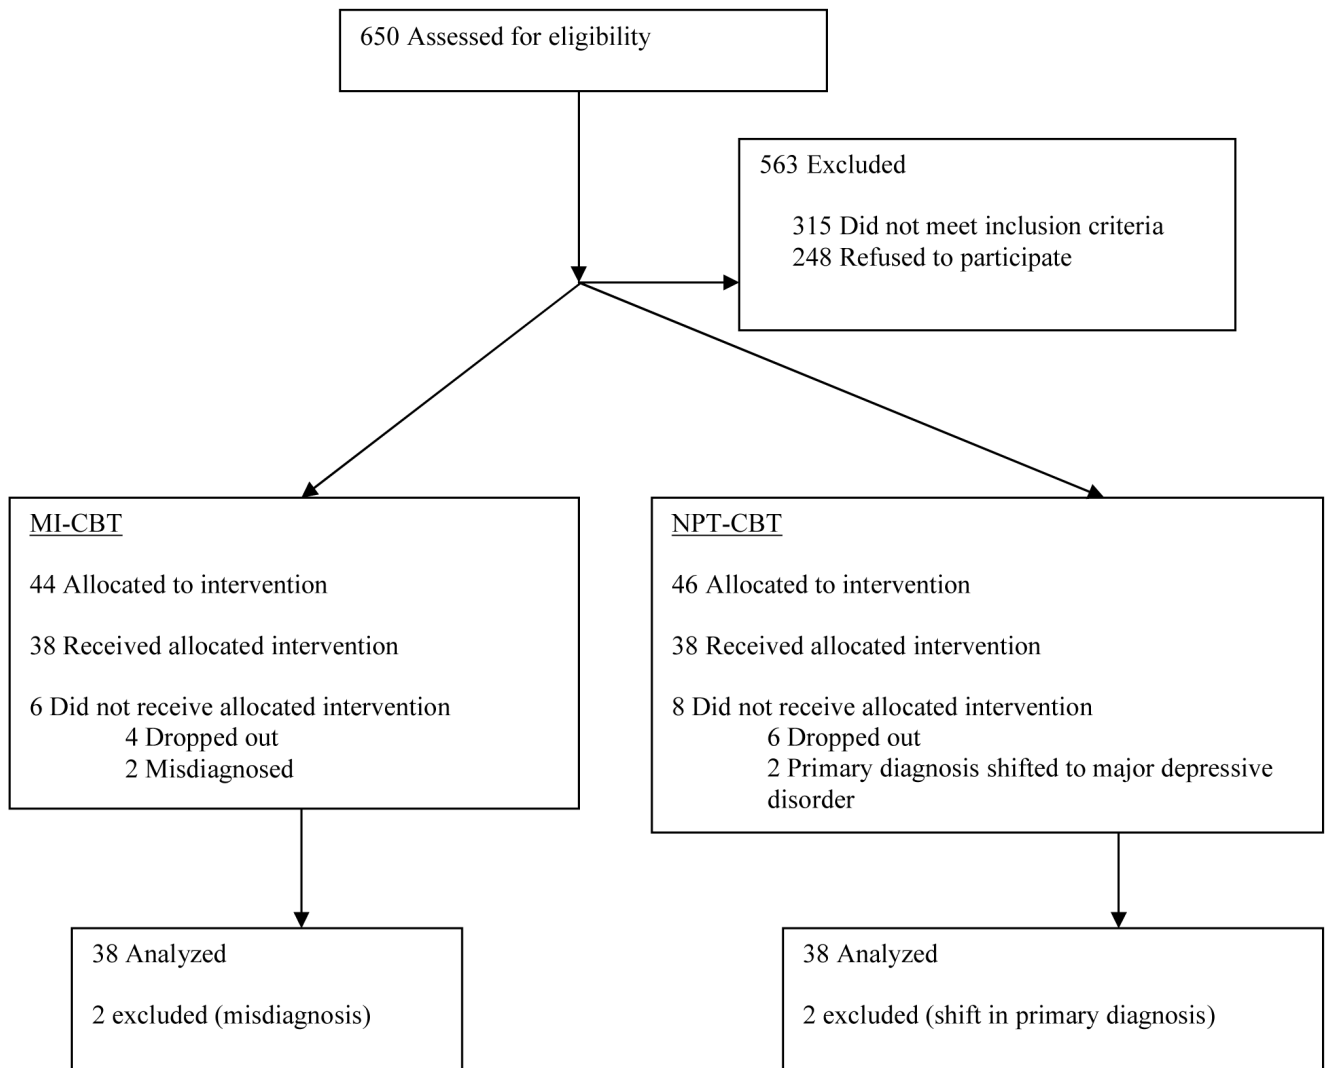 650 Assessed for eligibility
563 Excluded
315 Did not meet inclusion criteria
248 Refused to participate
MI-CBT
44 Allocated to intervention
38 Received allocated intervention
6 Did not receive allocated intervention
4 Dropped out
2 Misdiagnosed
NPT-CBT
46 Allocated to intervention
38 Received allocated intervention
8 Did not receive allocated intervention
6 Dropped out
2 Primary diagnosis shifted to major depressive
disorder
38 Analyzed
2 excluded (misdiagnosis)
38 Analyzed
2 excluded (shift in primary diagnosis)